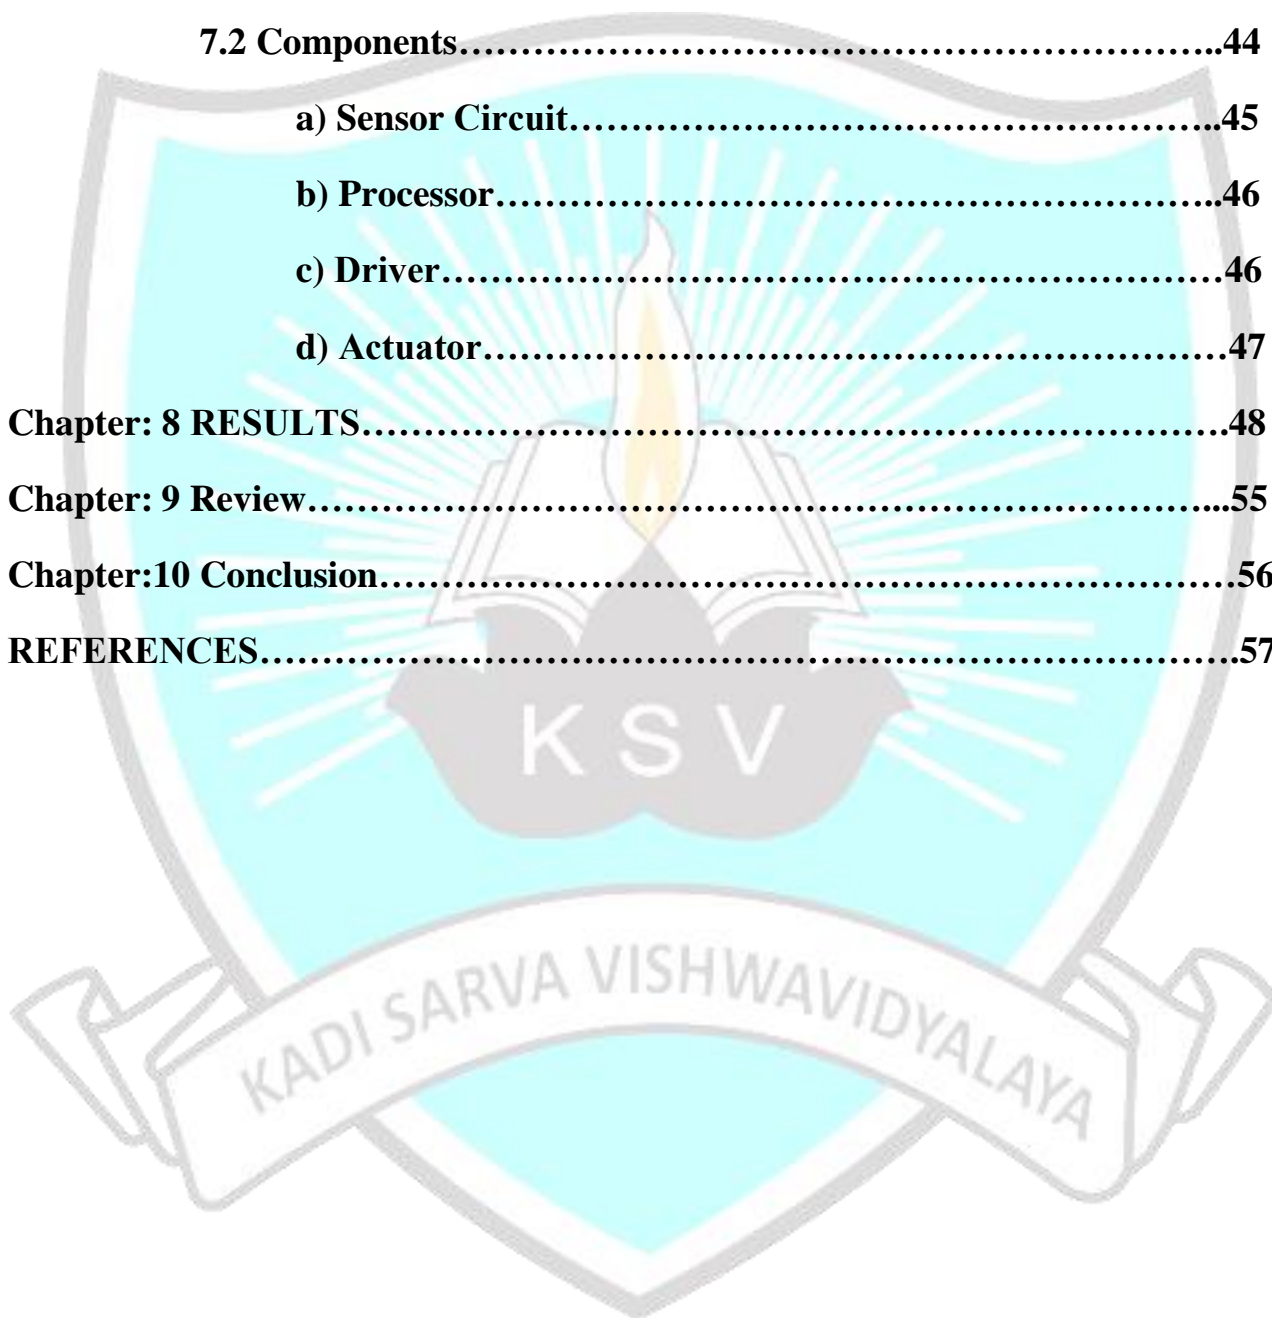 7.2 Components…………………………………………………………..44
a) Sensor Circuit…………………………………………………..45
b) Processor………………………………………………………..46
c) Driver……………………………………………………………46
d) Actuator…………………………………………………………47
Chapter: 8 RESULTS…………………………………………………………………….48
Chapter: 9 Review………………………………………………………………………...55
Chapter:10 Conclusion……………………………………………………………………56
REFERENCES…………………………………………………………………………….57
K S V
KADI SARVA VISHWAVIDYALAYA